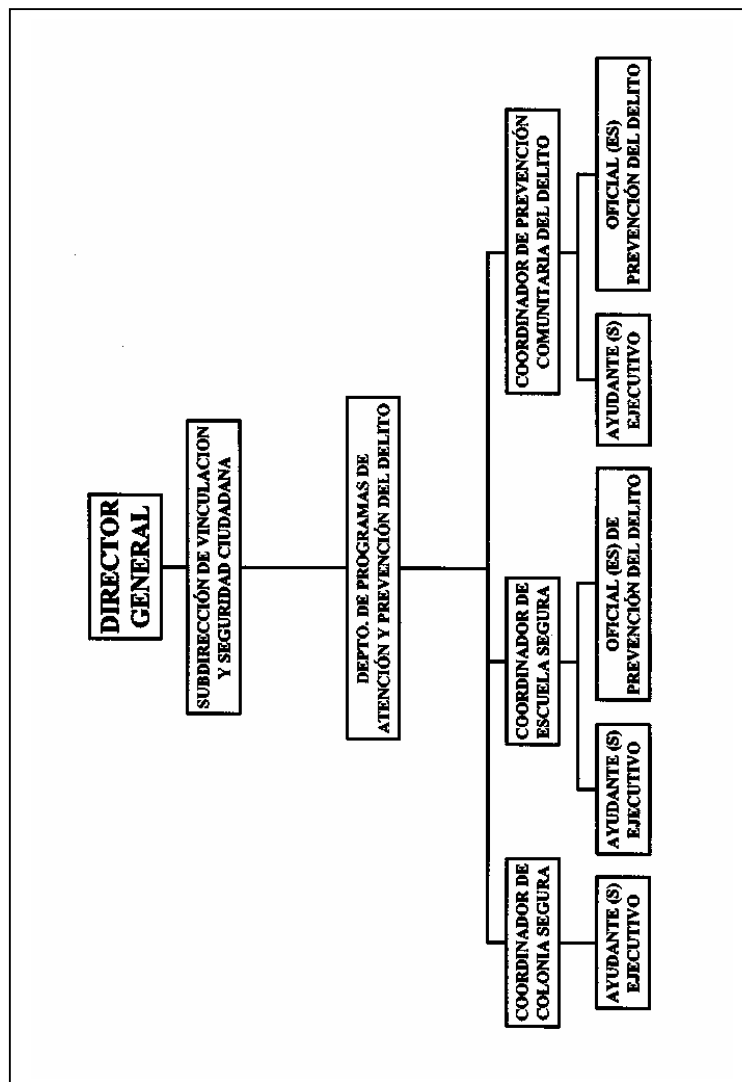 DIRECTOR
GENERAL
SUBDIRECCIÓN DE VINCULACION
Y SEGURIDAD CIUDADANA
DEPTO. DE PROGRAMAS DE
ATENCIÓN Y PREVENCIÓN DEL DELITO
COORDINADOR DE
COLONIA SEGURA
COORDINADOR DE
ESCUELA SEGURA
COORDINADOR DE PREVENCIÓN
COMUNITARIA DEL DELITO
AYUDANTE (S)
EJECUTIVO
AYUDANTE (S)
EJECUTIVO
OFICIAL (ES) DE
PREVENCIÓN DEL DELITO
AYUDANTE (S)
EJECUTIVO
OFICIAL (ES)
PREVENCIÓN DEL DELITO